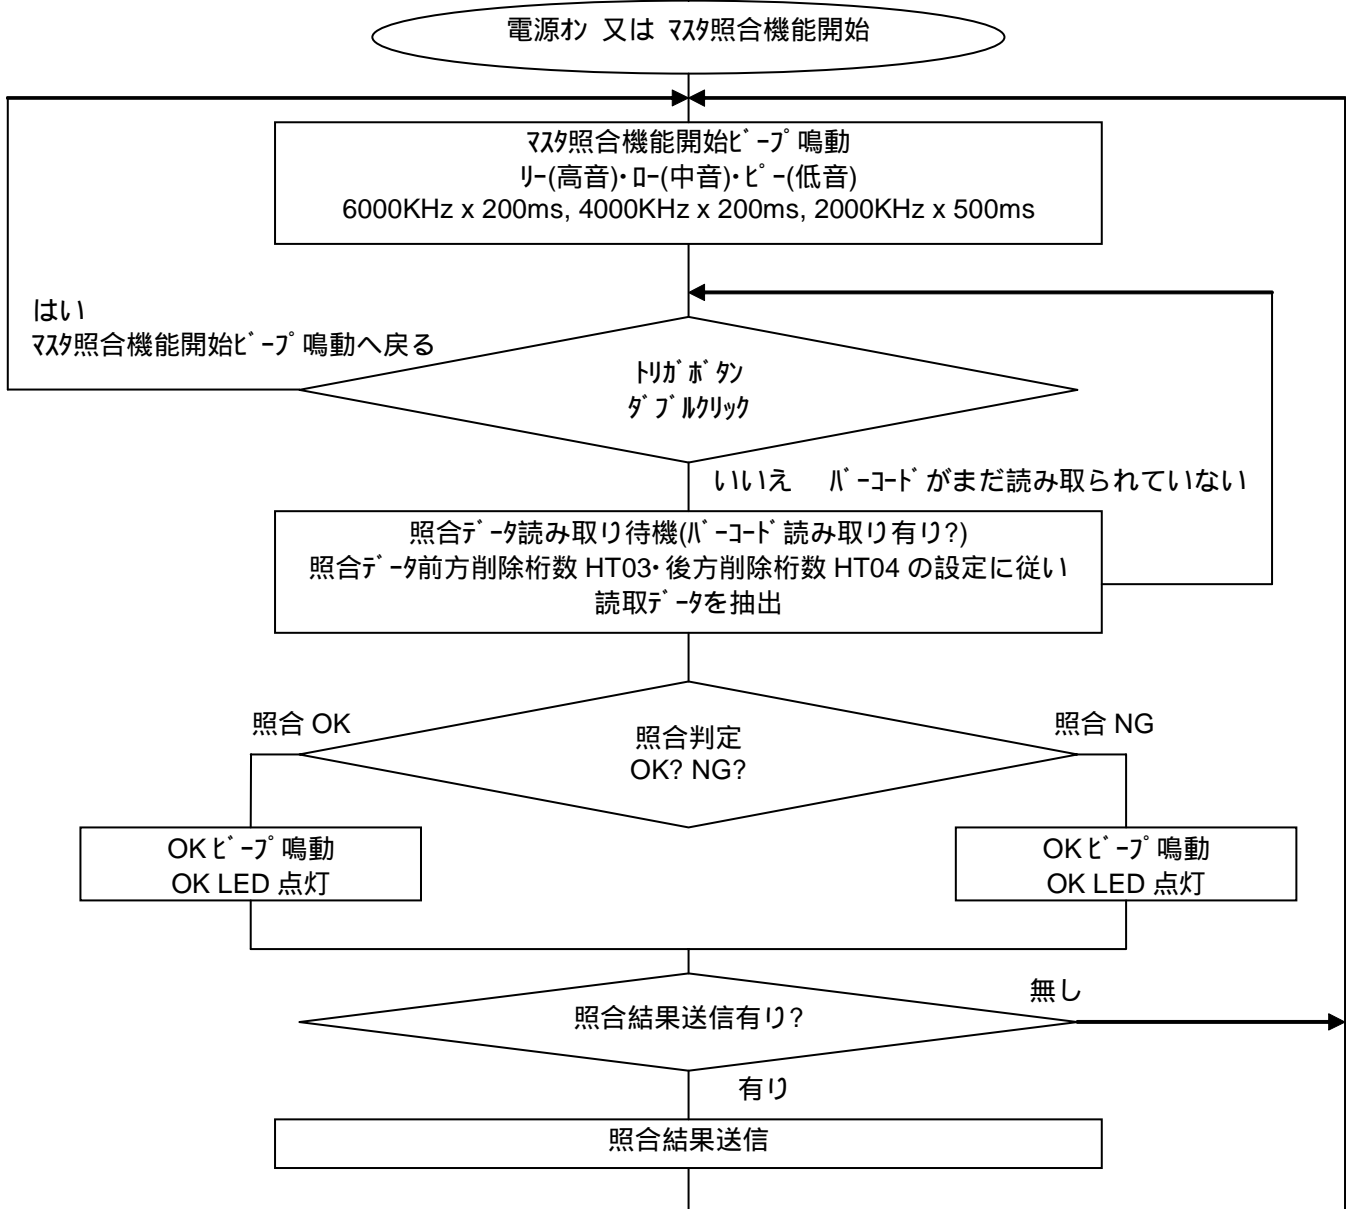 電源ｵﾝ 又は ﾏｽﾀ照合機能開始
ﾏｽﾀ照合機能開始ﾋﾞｰﾌﾟ鳴動
ﾘｰ(高音)･ﾛｰ(中音)･ﾋﾟｰ(低音)
6000KHz x 200ms, 4000KHz x 200ms, 2000KHz x 500ms
はい
ﾏｽﾀ照合機能開始ﾋﾞｰﾌﾟ鳴動へ戻る
ﾄﾘｶﾞﾎﾞﾀﾝ
ﾀﾞﾌﾞﾙｸﾘｯｸ
いいえ ﾊﾞｰｺｰﾄﾞがまだ読み取られていない
照合ﾃﾞｰﾀ読み取り待機(ﾊﾞｰｺｰﾄﾞ読み取り有り?)
照合ﾃﾞｰﾀ前方削除桁数 HT03･後方削除桁数 HT04 の設定に従い
読取ﾃﾞｰﾀを抽出
照合 OK
照合 NG
照合判定
OK? NG?
OKﾋﾞｰﾌﾟ鳴動
OK LED 点灯
OKﾋﾞｰﾌﾟ鳴動
OK LED 点灯
照合結果送信有り?
無し
有り
照合結果送信